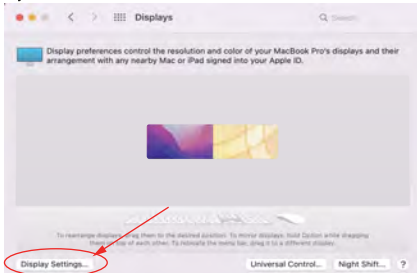 Displays
Search
Display preferences control the resolution and color of your MacBook Pro's displays and their
arrangement with any nearby Mac or iPad signed into your Apple ID.
To rearrange displays, drag them to the desired position. To mirror displays, hold Option while dragging
them on top of each other. To relocate the menu bar, drag it to a different display.
Display Settings...
Universal Control...
Night Shift...
?